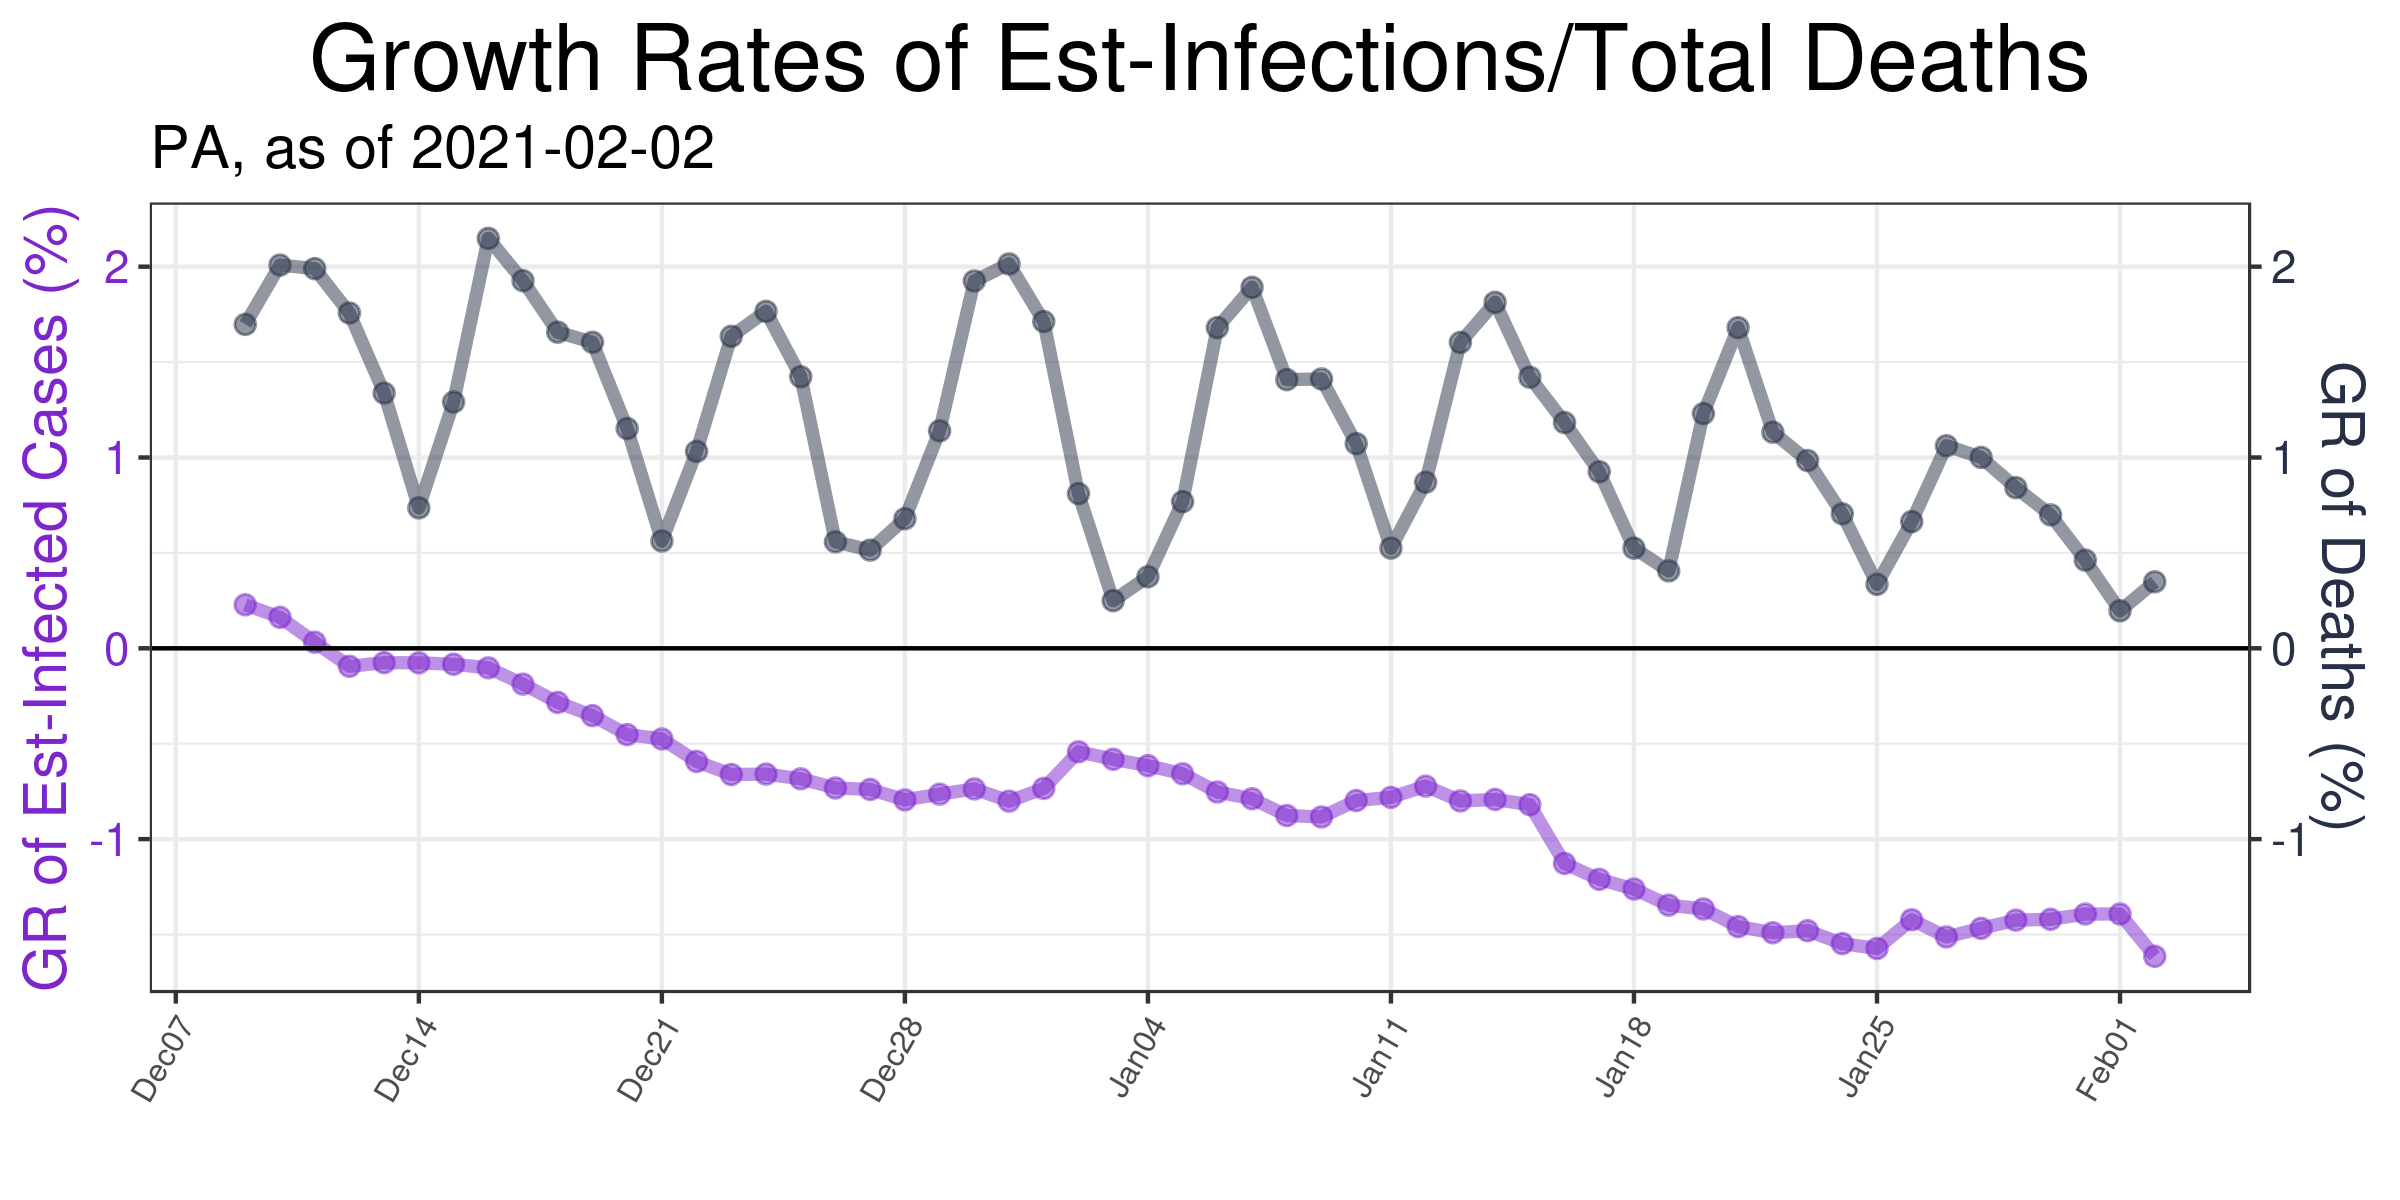 Growth Rates of Est-Infections/Total Deaths
PA, as of 2021-02-02
GR of Est-Infected Cases (%)
2
1
0
-1
2
1
0
-1
GR of Deaths (%)
Dec07
Dec14
Dec21
Dec28
Jan04
Jan11
Jan18
Jan25
Feb01